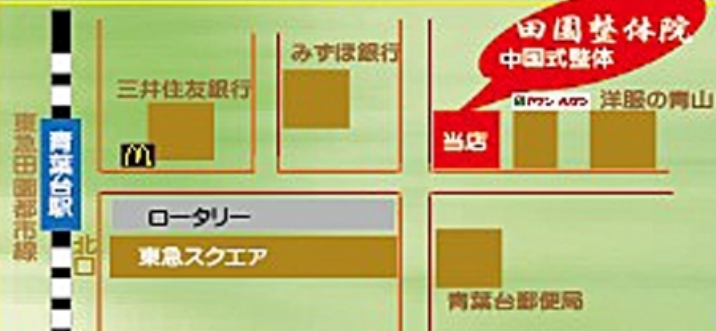 田園整体院
中国式整体
みずほ銀行
三井住友銀行
洋服の青山
当店
東急田園都市線
青葉台駅
北口
ロータリー
東急スクエア
青葉台郵便局